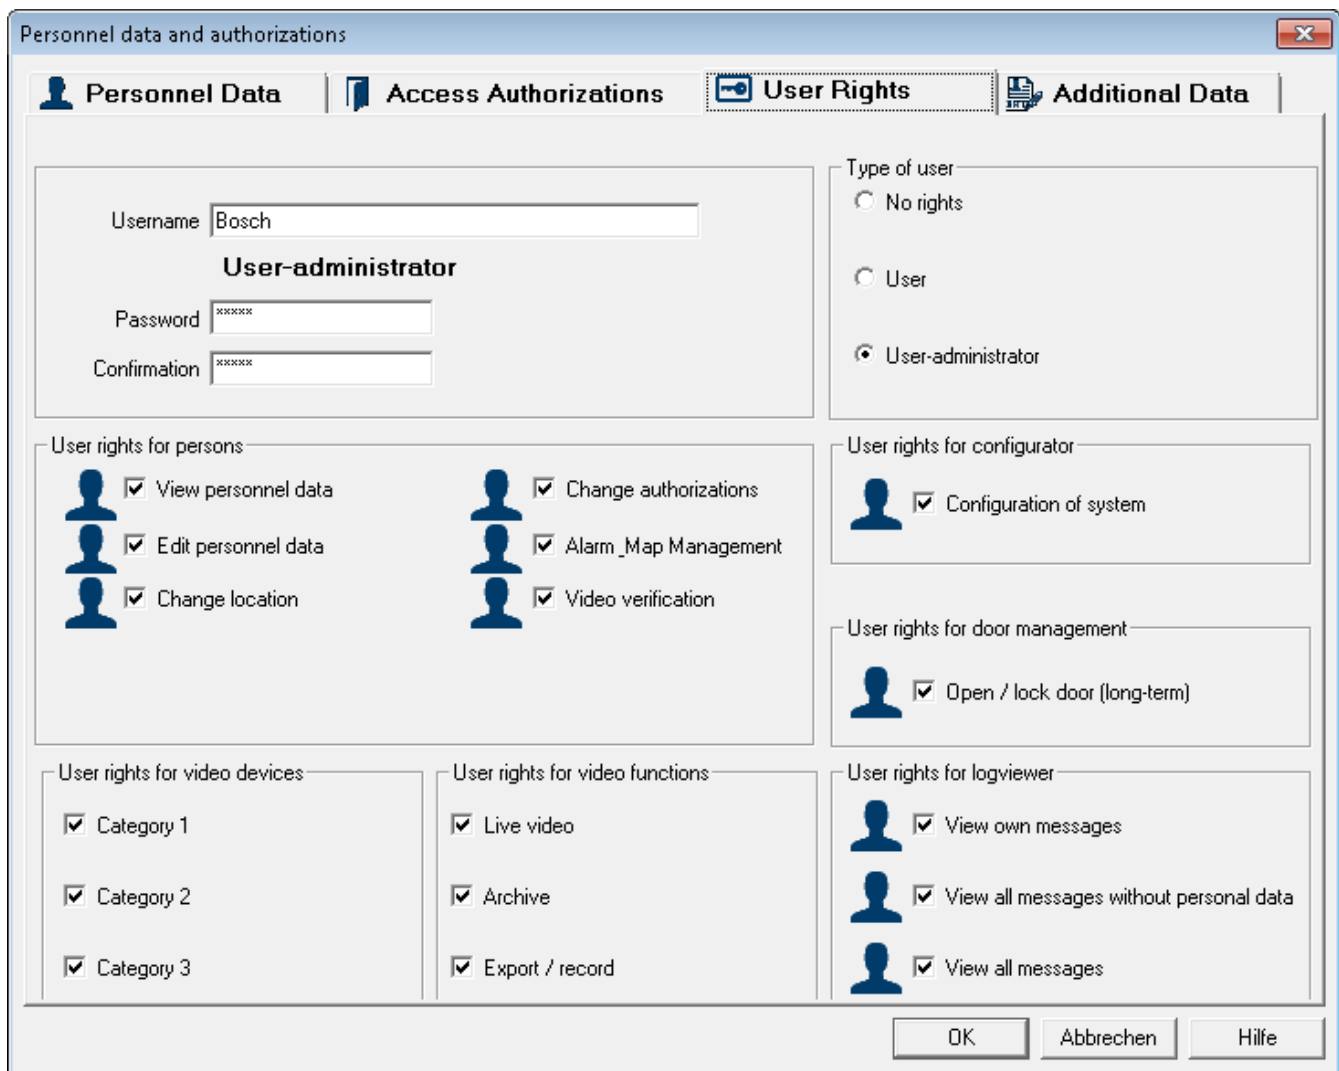 Personnel data and authorizations
Personnel Data
Access Authorizations
User Rights
Additional Data
Username Bosch
User-administrator
Password *****
Confirmation *****
Type of user
No rights
User
User-administrator
User rights for persons
View personnel data
Change authorizations
Edit personnel data
Alarm_Map Management
Change location
Video verification
User rights for configurator
Configuration of system
User rights for door management
Open / lock door (long-term)
User rights for video devices
Category 1
Category 2
Category 3
User rights for video functions
Live video
Archive
Export / record
User rights for logviewer
View own messages
View all messages without personal data
View all messages
OK
Abbrechen
Hilfe